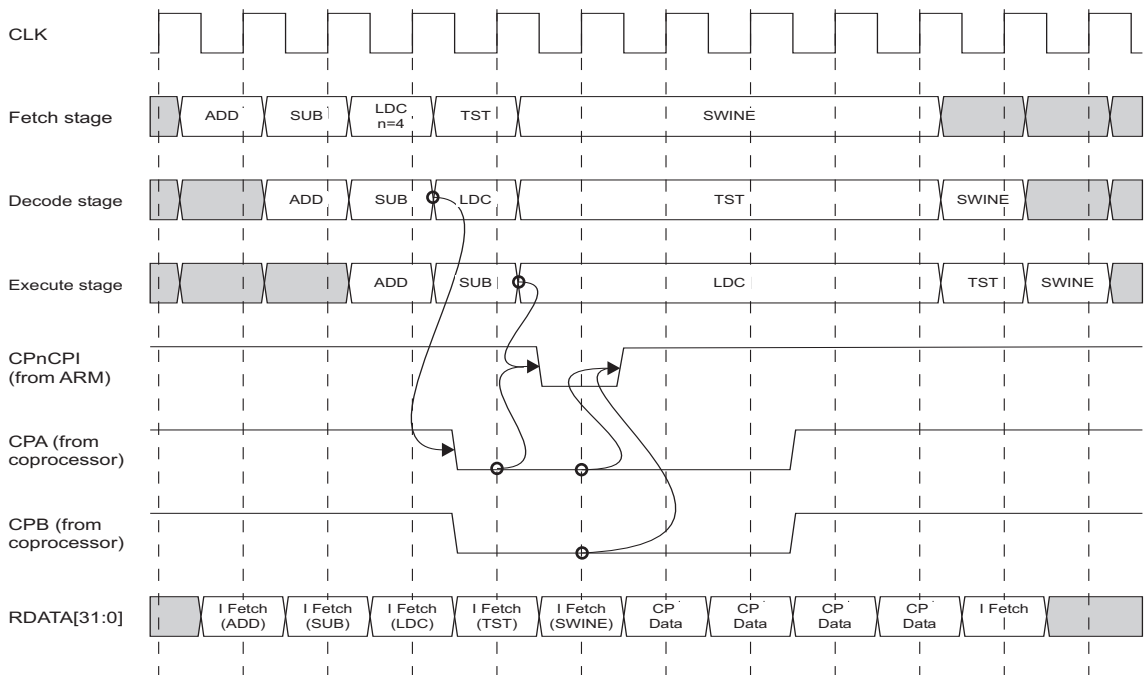 CLK
Fetch stage
ADD
SUB
LDC
n=4
TST
SWINE
Decode stage
ADD
SUB
LDC
TST
SWINE
Execute stage
ADD
SUB
LDC
TST
SWINE
CPnCPI
(from ARM)
CPA (from
coprocessor)
CPB (from
coprocessor)
RDATA[31:0]
I Fetch
(ADD)
I Fetch
(SUB)
I Fetch
(LDC)
I Fetch
(TST)
I Fetch
(SWINE)
CP
Data
CP
Data
CP
Data
CP
Data
I Fetch